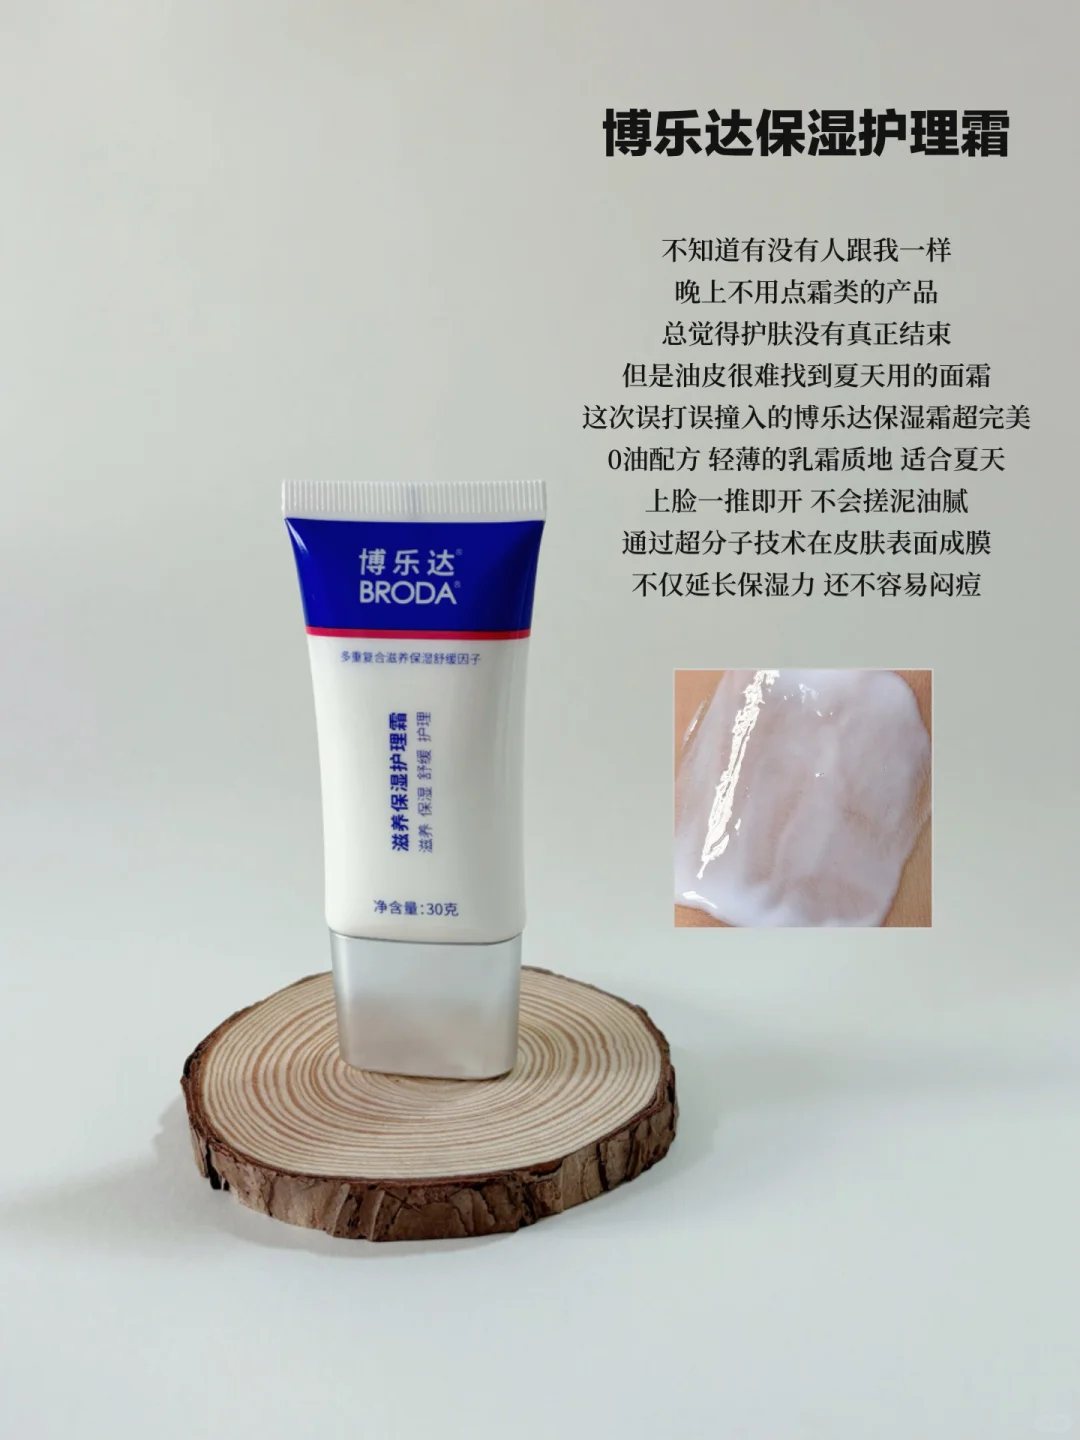 博乐达保湿护理霜
不知道有没有人跟我一样
晚上不用点霜类的产品
总觉得护肤没有真正结束
但是油皮很难找到夏天用的面霜
这次误打误撞入的博乐达保湿霜超完美
0油配方 轻薄的乳霜质地 适合夏天
上脸一推即开 不会搓泥油腻
通过超分子技术在皮肤表面成膜
不仅延长保湿力 还不容易闷痘
博乐达®
BRODA®
多重复合滋养保湿舒缓因子
滋养保湿护理霜
滋养 保湿 舒缓 护理
净含量:30克